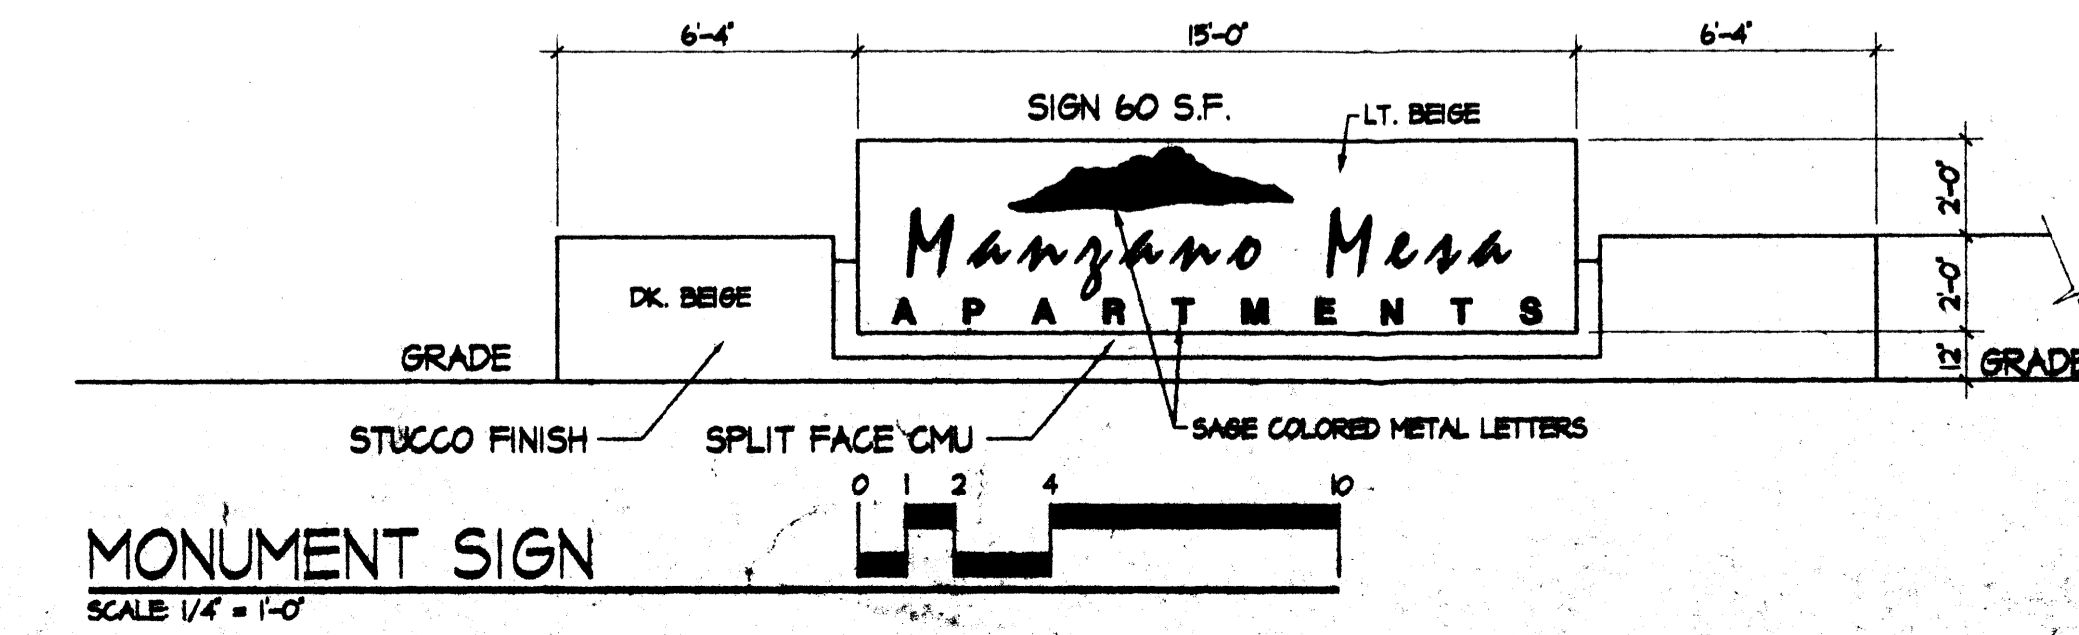 6'-4" 15'-0" 6'-4"
SIGN 60 S.F.
LT. BEIGE
2'-0"
Manzano Mesa
DK. BEIGE
2'-0"
APARTMENTS
GRADE
12"
GRADE
STUCCO FINISH
SPLIT FACE CMU
SAGE COLORED METAL LETTERS
0 1 2 4 10
MONUMENT SIGN
SCALE 1/4" = 1'-0"